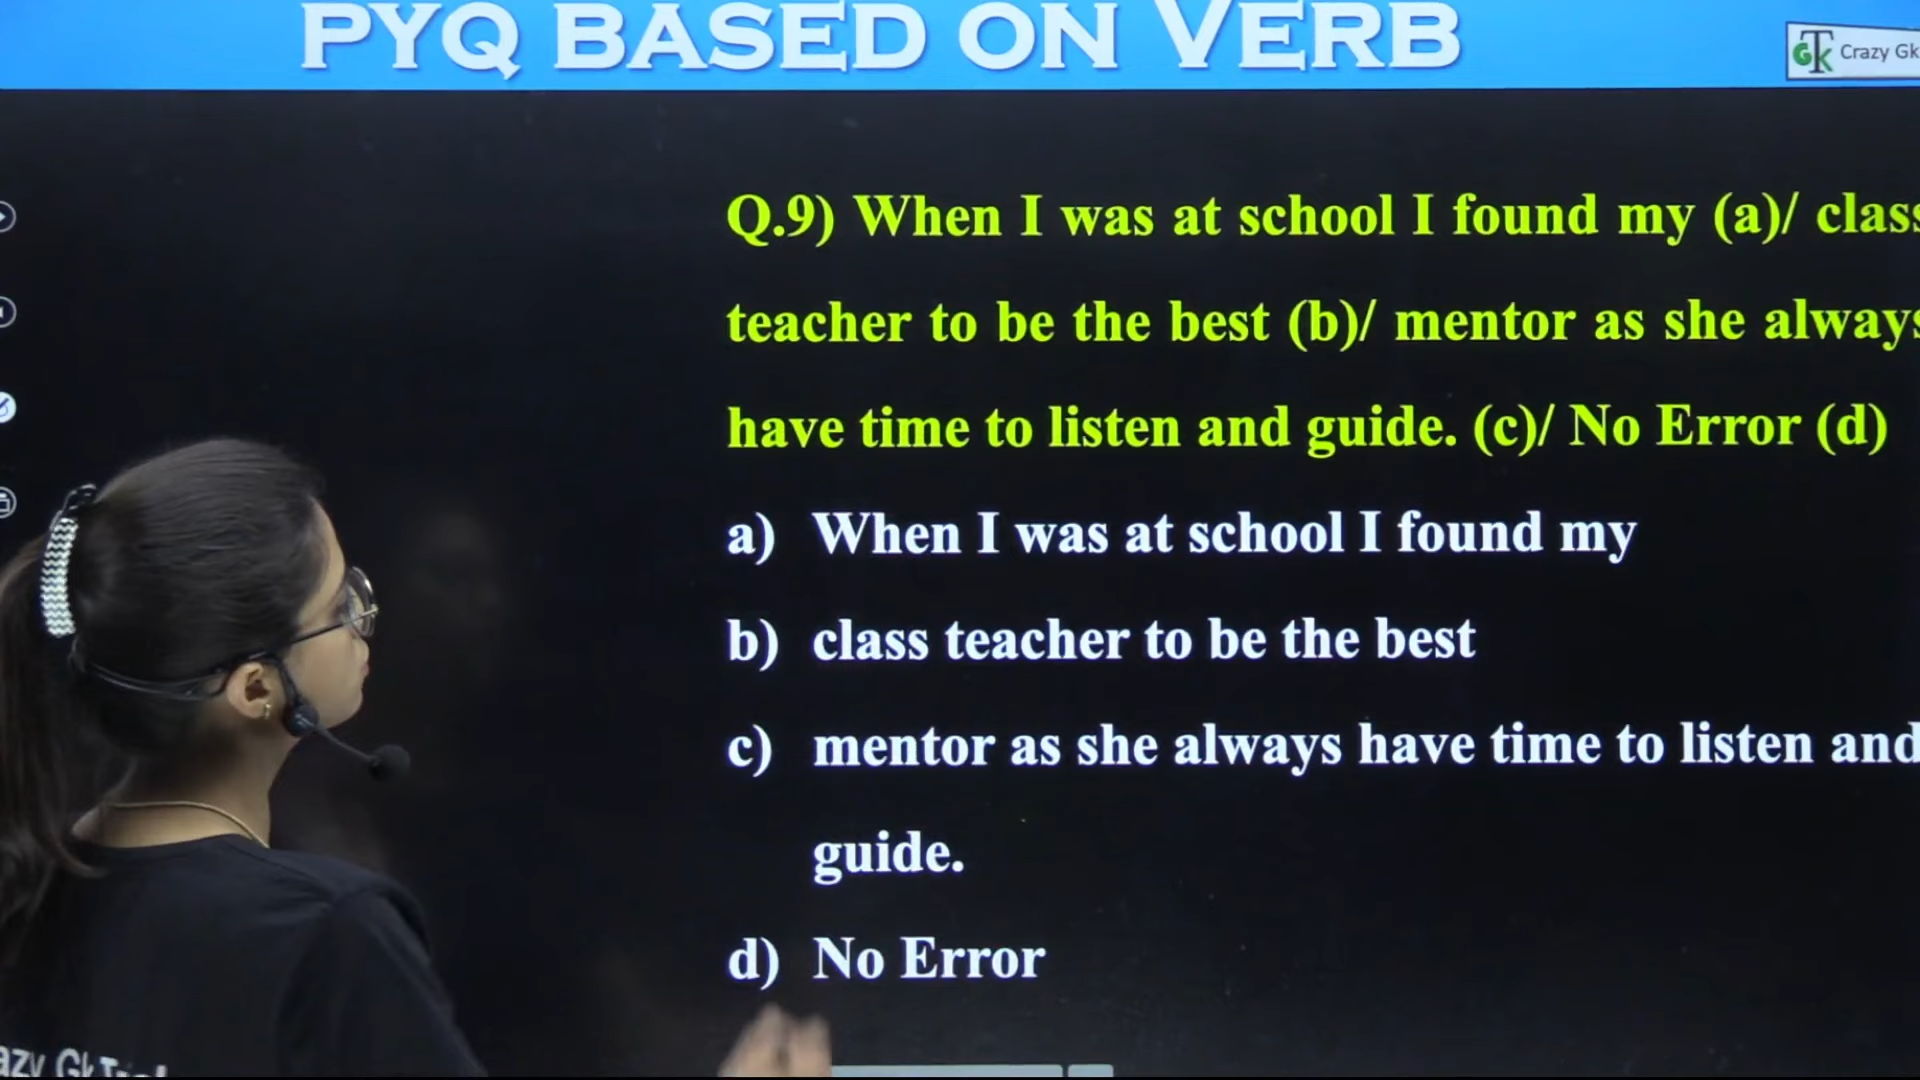 PYQ BASED ON VERB
Crazy Gk
Q.9) When I was at school I found my (a)/ class
teacher to be the best (b)/ mentor as she always
have time to listen and guide. (c)/ No Error (d)
a) When I was at school I found my
b) class teacher to be the best
c) mentor as she always have time to listen and
guide.
d) No Error